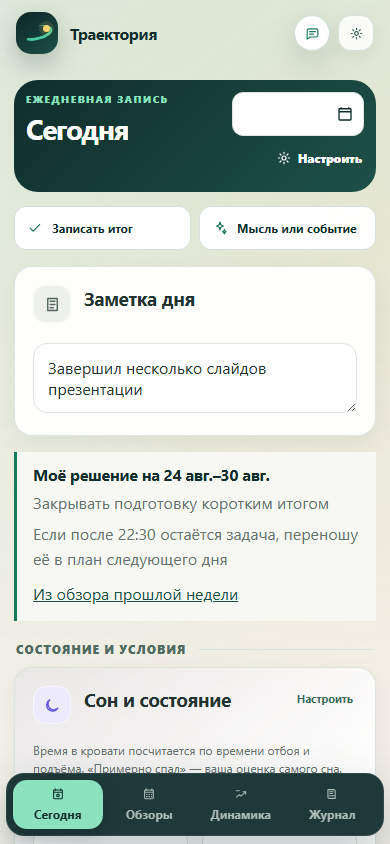 Траектория
ЕЖЕДНЕВНАЯ ЗАПИСЬ
Сегодня
Настроить
Записать итог
Мысль или событие
Заметка дня
Завершил несколько слайдов
презентации
Моё решение на 24 авг.–30 авг.
Закрывать подготовку коротким итогом
Если после 22:30 остаётся задача, переношу
её в план следующего дня
Из обзора прошлой недели
СОСТОЯНИЕ И УСЛОВИЯ
Сон и состояние
Настроить
Время в кровати посчитается по времени отбоя и
подъёма. «Примерно спал» — ваша оценка самого сна.
Сегодня
Обзоры
Динамика
Журнал